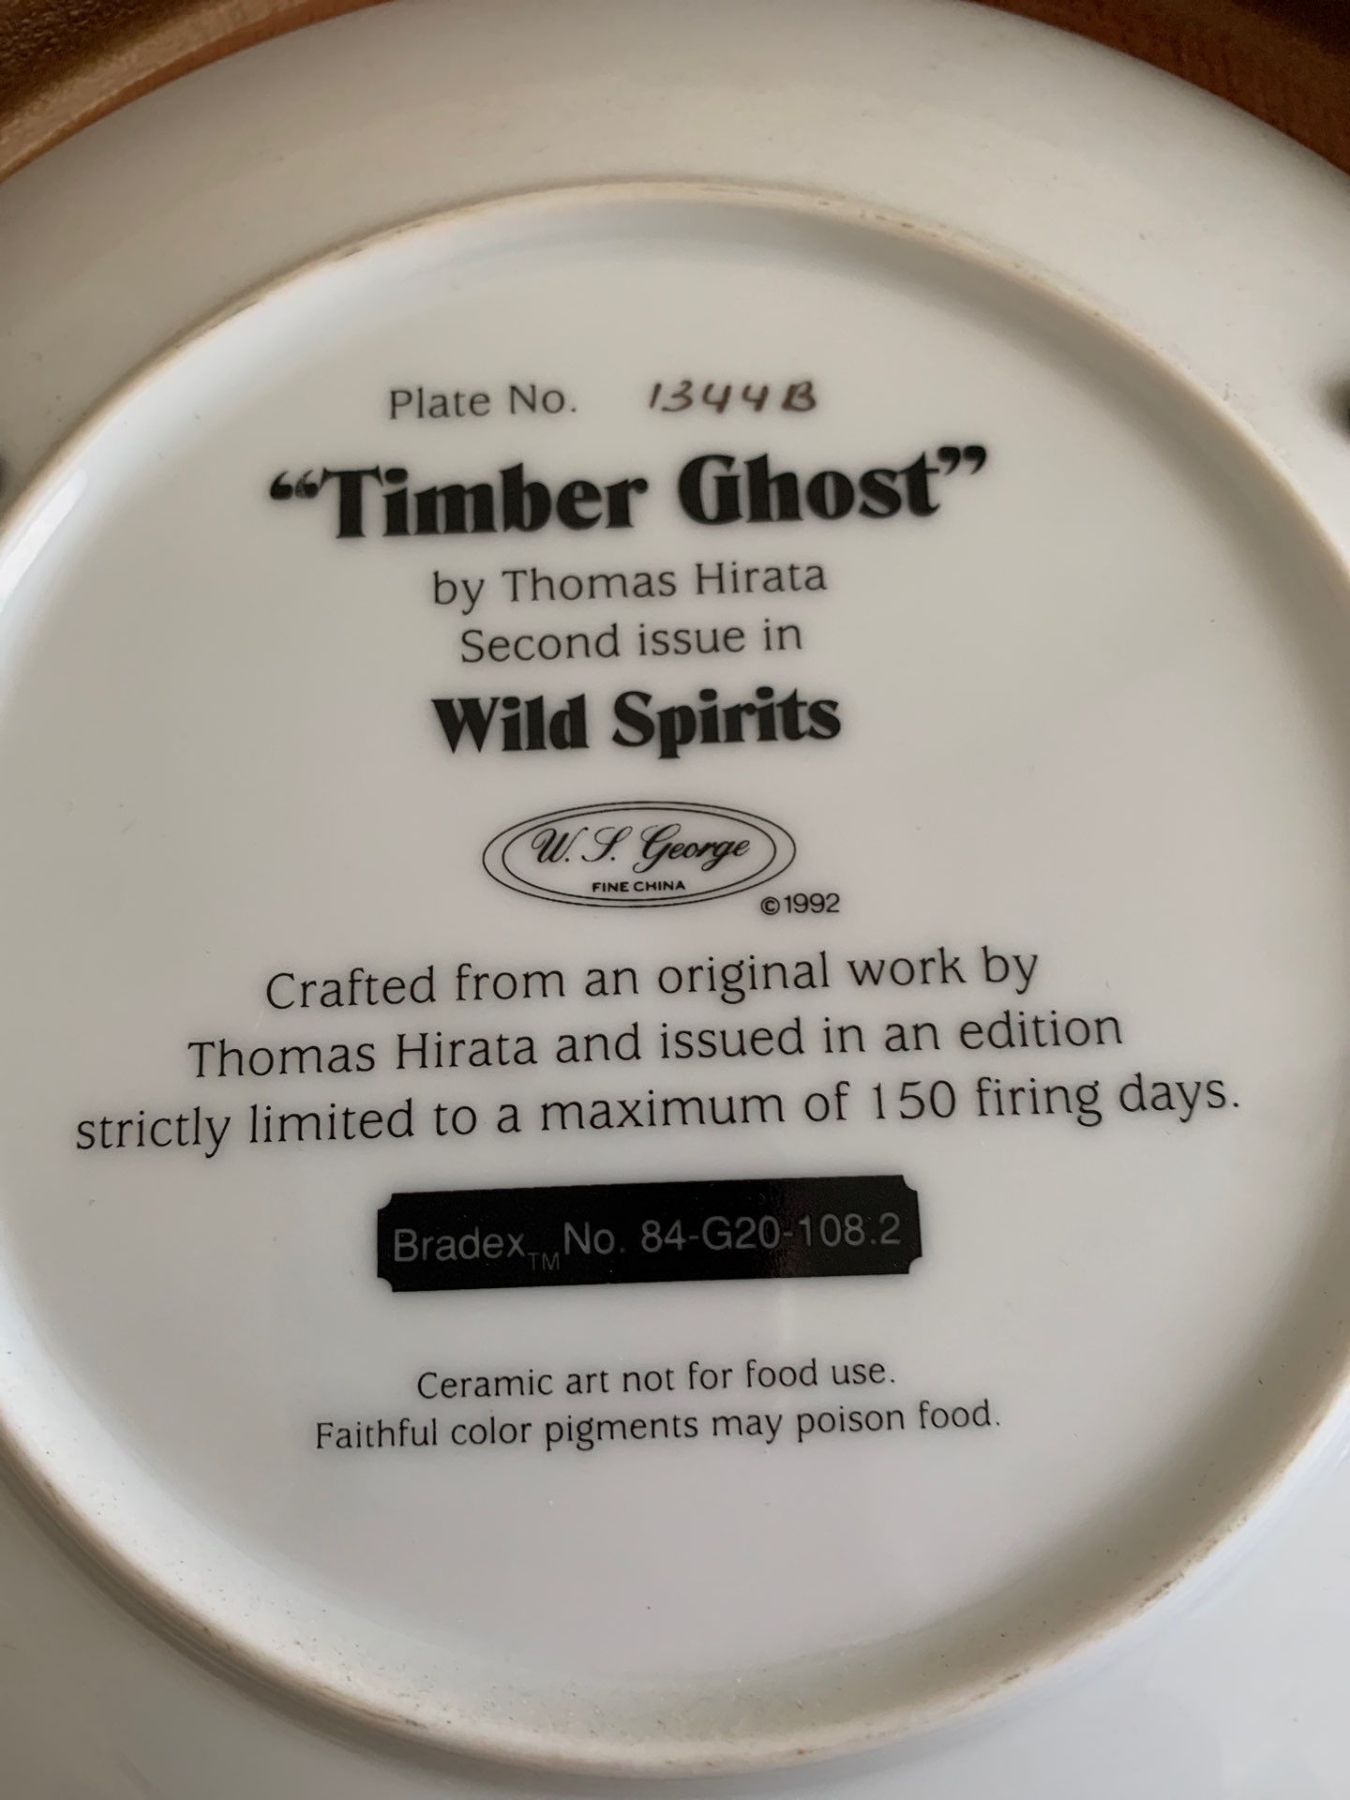 Plate No. 1344B
“Timber Ghost”
by Thomas Hirata
Second issue in
Wild Spirits
W. S. George
FINE CHINA
©1992
Crafted from an original work by
Thomas Hirata and issued in an edition
strictly limited to a maximum of 150 firing days.
Bradex™ No. 84-G20-108.2
Ceramic art not for food use.
Faithful color pigments may poison food.